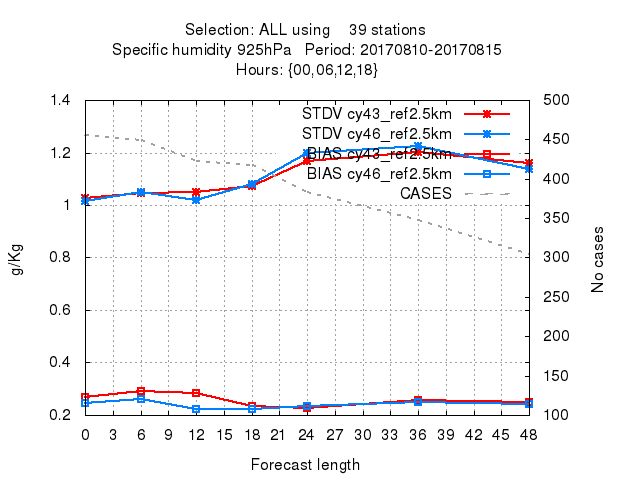 Selection: ALL using    39 stations
Specific humidity 925hPa   Period: 20170810-20170815
Hours: {00,06,12,18}
1.4
1.2
1
0.8
0.6
0.4
0.2
g/Kg
STDV cy43_ref2.5km
STDV cy46_ref2.5km
BIAS cy43_ref2.5km
BIAS cy46_ref2.5km
CASES
500
450
400
350
300
250
200
150
100
No cases
0 3 6 9 12 15 18 21 24 27 30 33 36 39 42 45 48
Forecast length